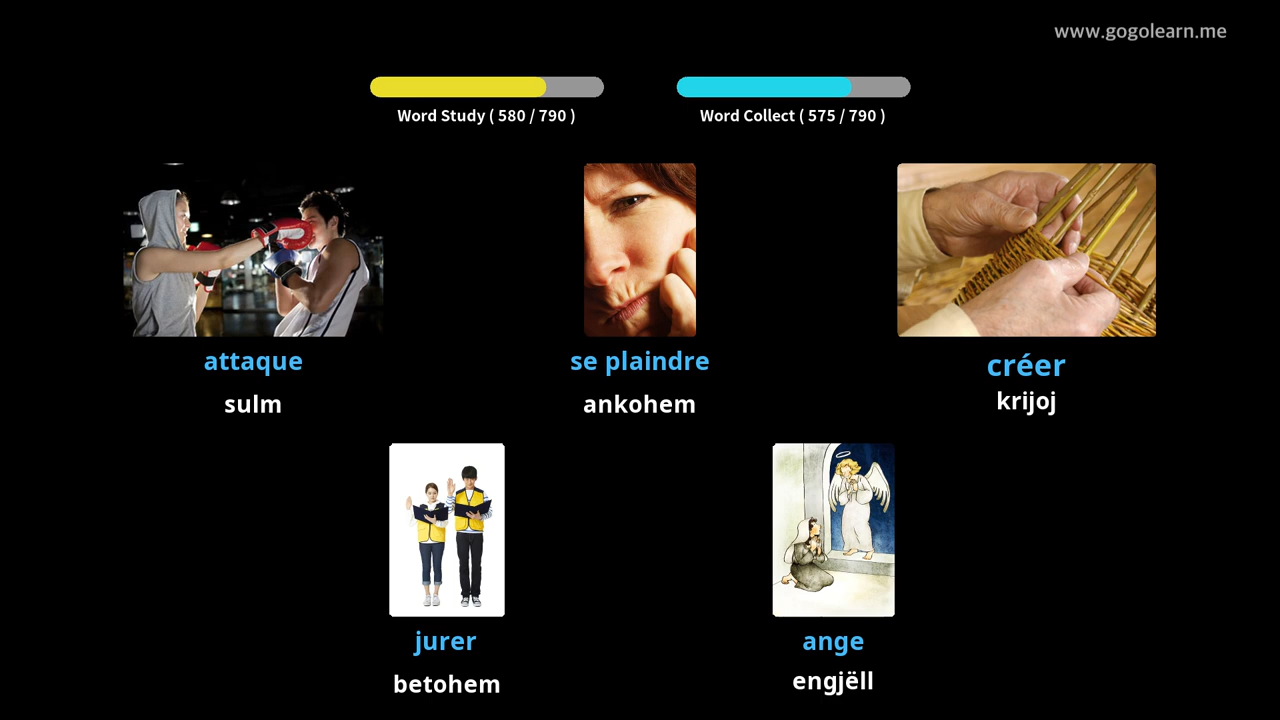 www.gogolearn.me
Word Study ( 580 / 790 )
Word Collect ( 575 / 790 )
attaque
sulm
se plaindre
ankohem
créer
krijoj
jurer
betohem
ange
engjëll